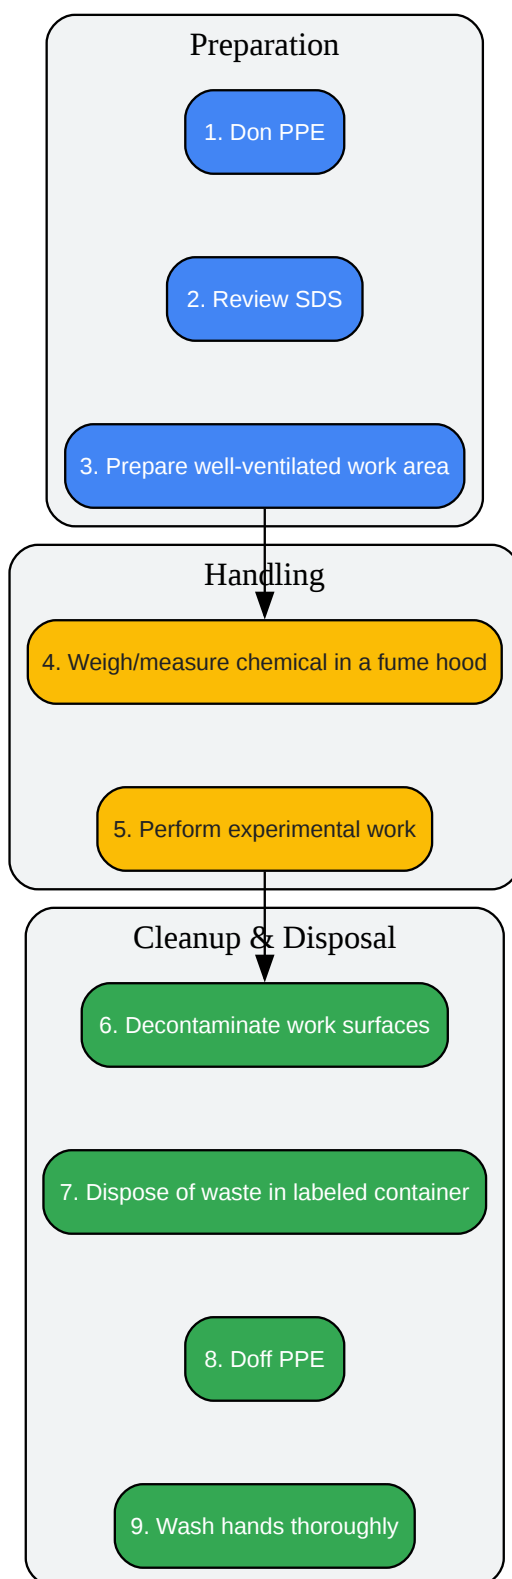 Preparation
1. Don PPE
2. Review SDS
3. Prepare well-ventilated work area
Handling
4. Weigh/measure chemical in a fume hood
5. Perform experimental work
Cleanup & Disposal
6. Decontaminate work surfaces
7. Dispose of waste in labeled container
8. Doff PPE
9. Wash hands thoroughly